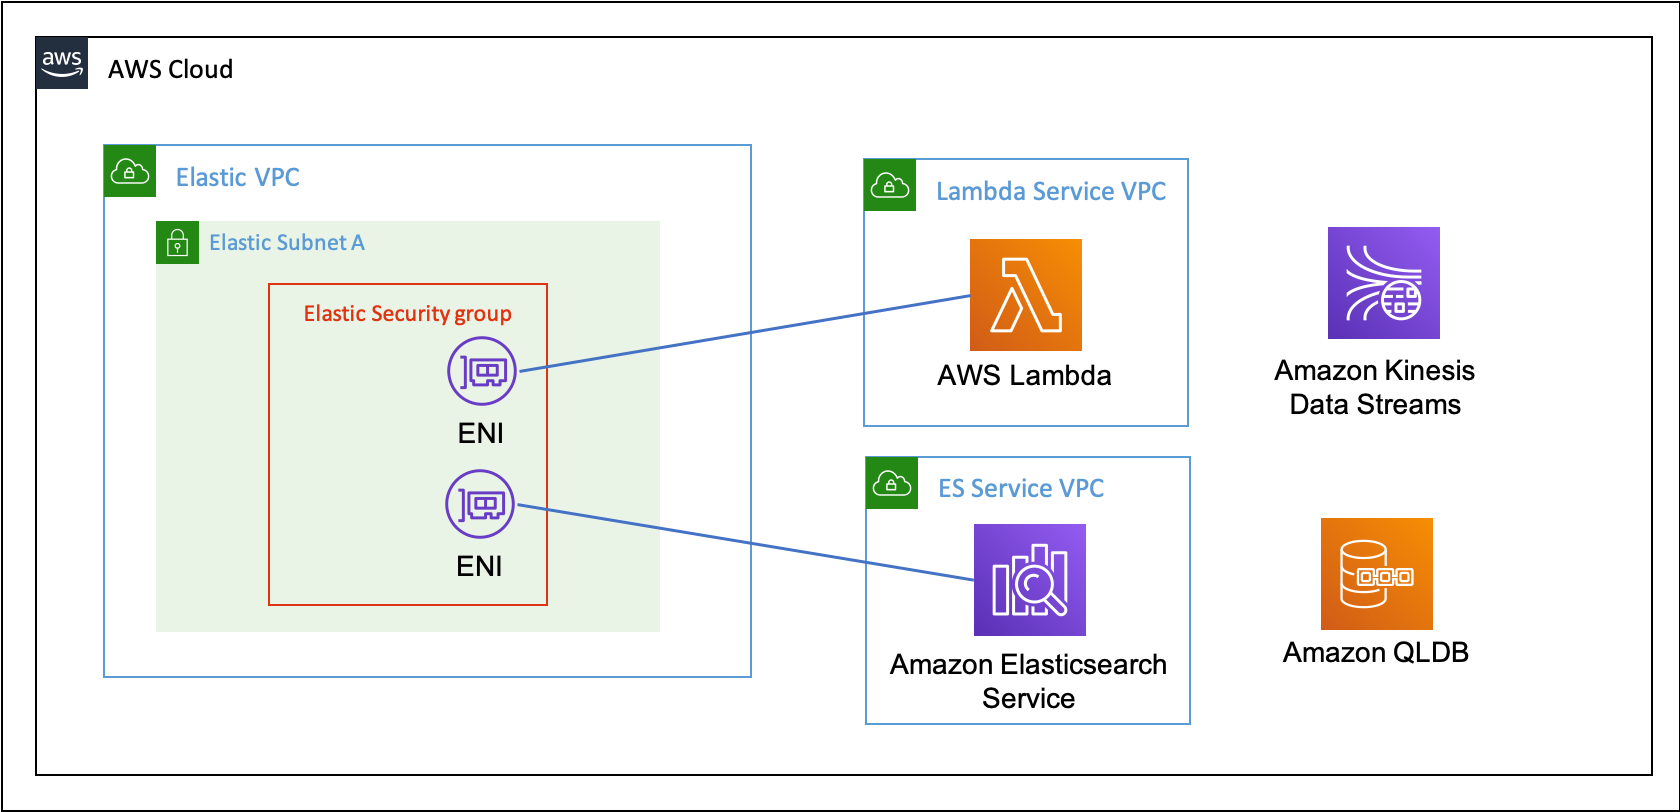 aws
AWS Cloud
Elastic VPC
Elastic Subnet A
Elastic Security group
ENI
ENI
Lambda Service VPC
AWS Lambda
ES Service VPC
Amazon Elasticsearch
Service
Amazon Kinesis
Data Streams
Amazon QLDB